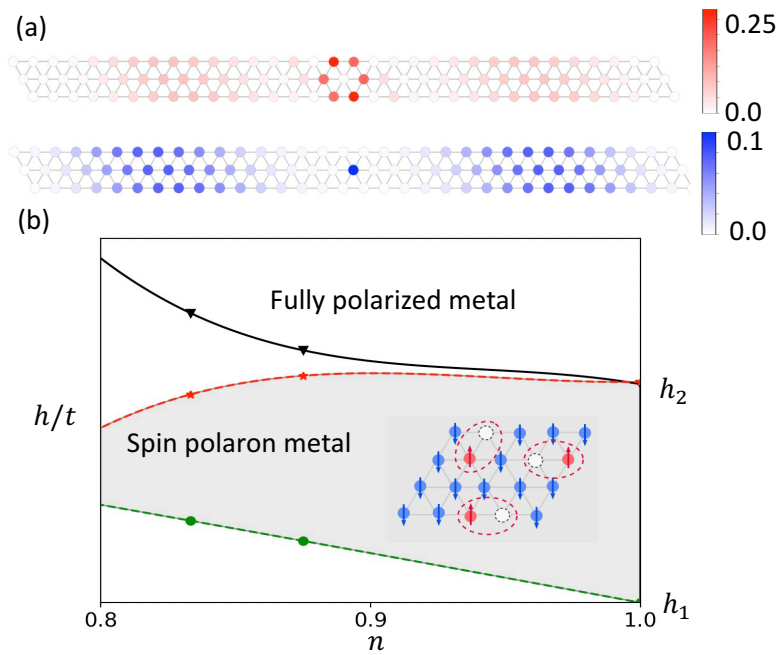 (a)
0.25
0.0
0.1
0.0
(b)
Fully polarized metal
h/t
h₂
Spin polaron metal
h₁
0.8
0.9
1.0
n